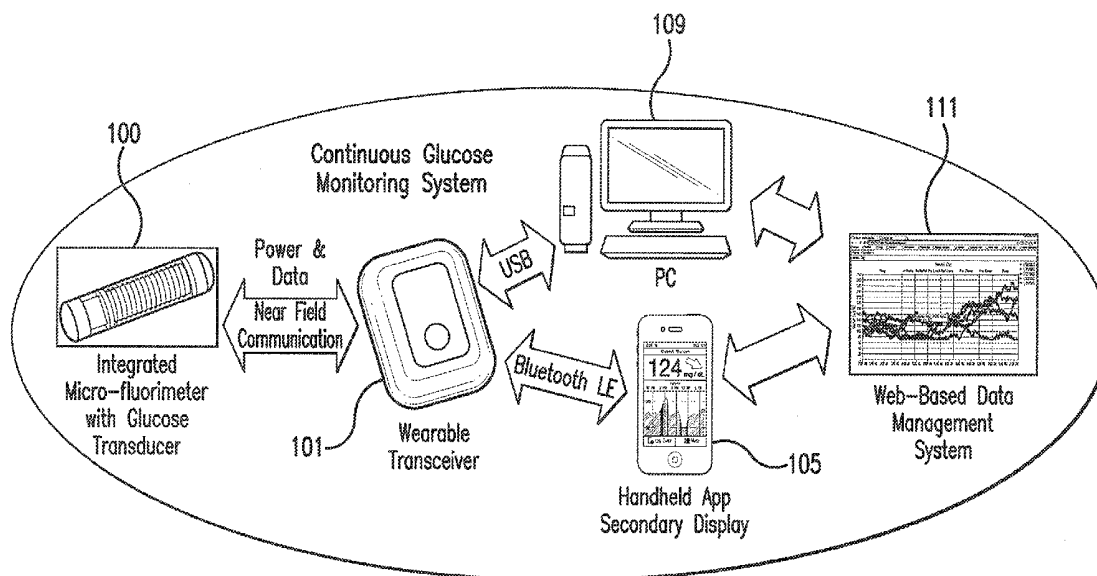 109
100
111
Continuous Glucose
Monitoring System
Power &
Data
Near Field
Communication
USB
PC
Bluetooth LE
124
mg/dL
Integrated
Micro-fluorimeter
with Glucose
Transducer
101
Wearable
Transceiver
105
Handheld App
Secondary Display
Web-Based Data
Management
System